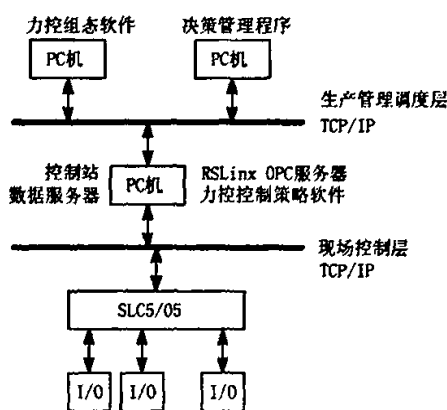 力控组态软件
决策管理程序
PC机
PC机
生产管理调度层
TCP/IP
控制站
数据服务器
PC机
RSLinx OPC服务器
力控控制策略软件
现场控制层
TCP/IP
SLC5/05
I/O
I/O
I/O